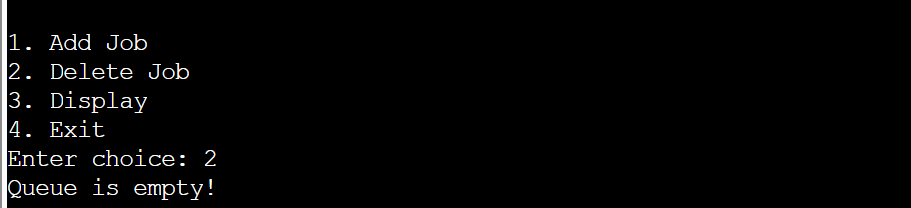 1. Add Job
2. Delete Job
3. Display
4. Exit
Enter choice: 2
Queue is empty!